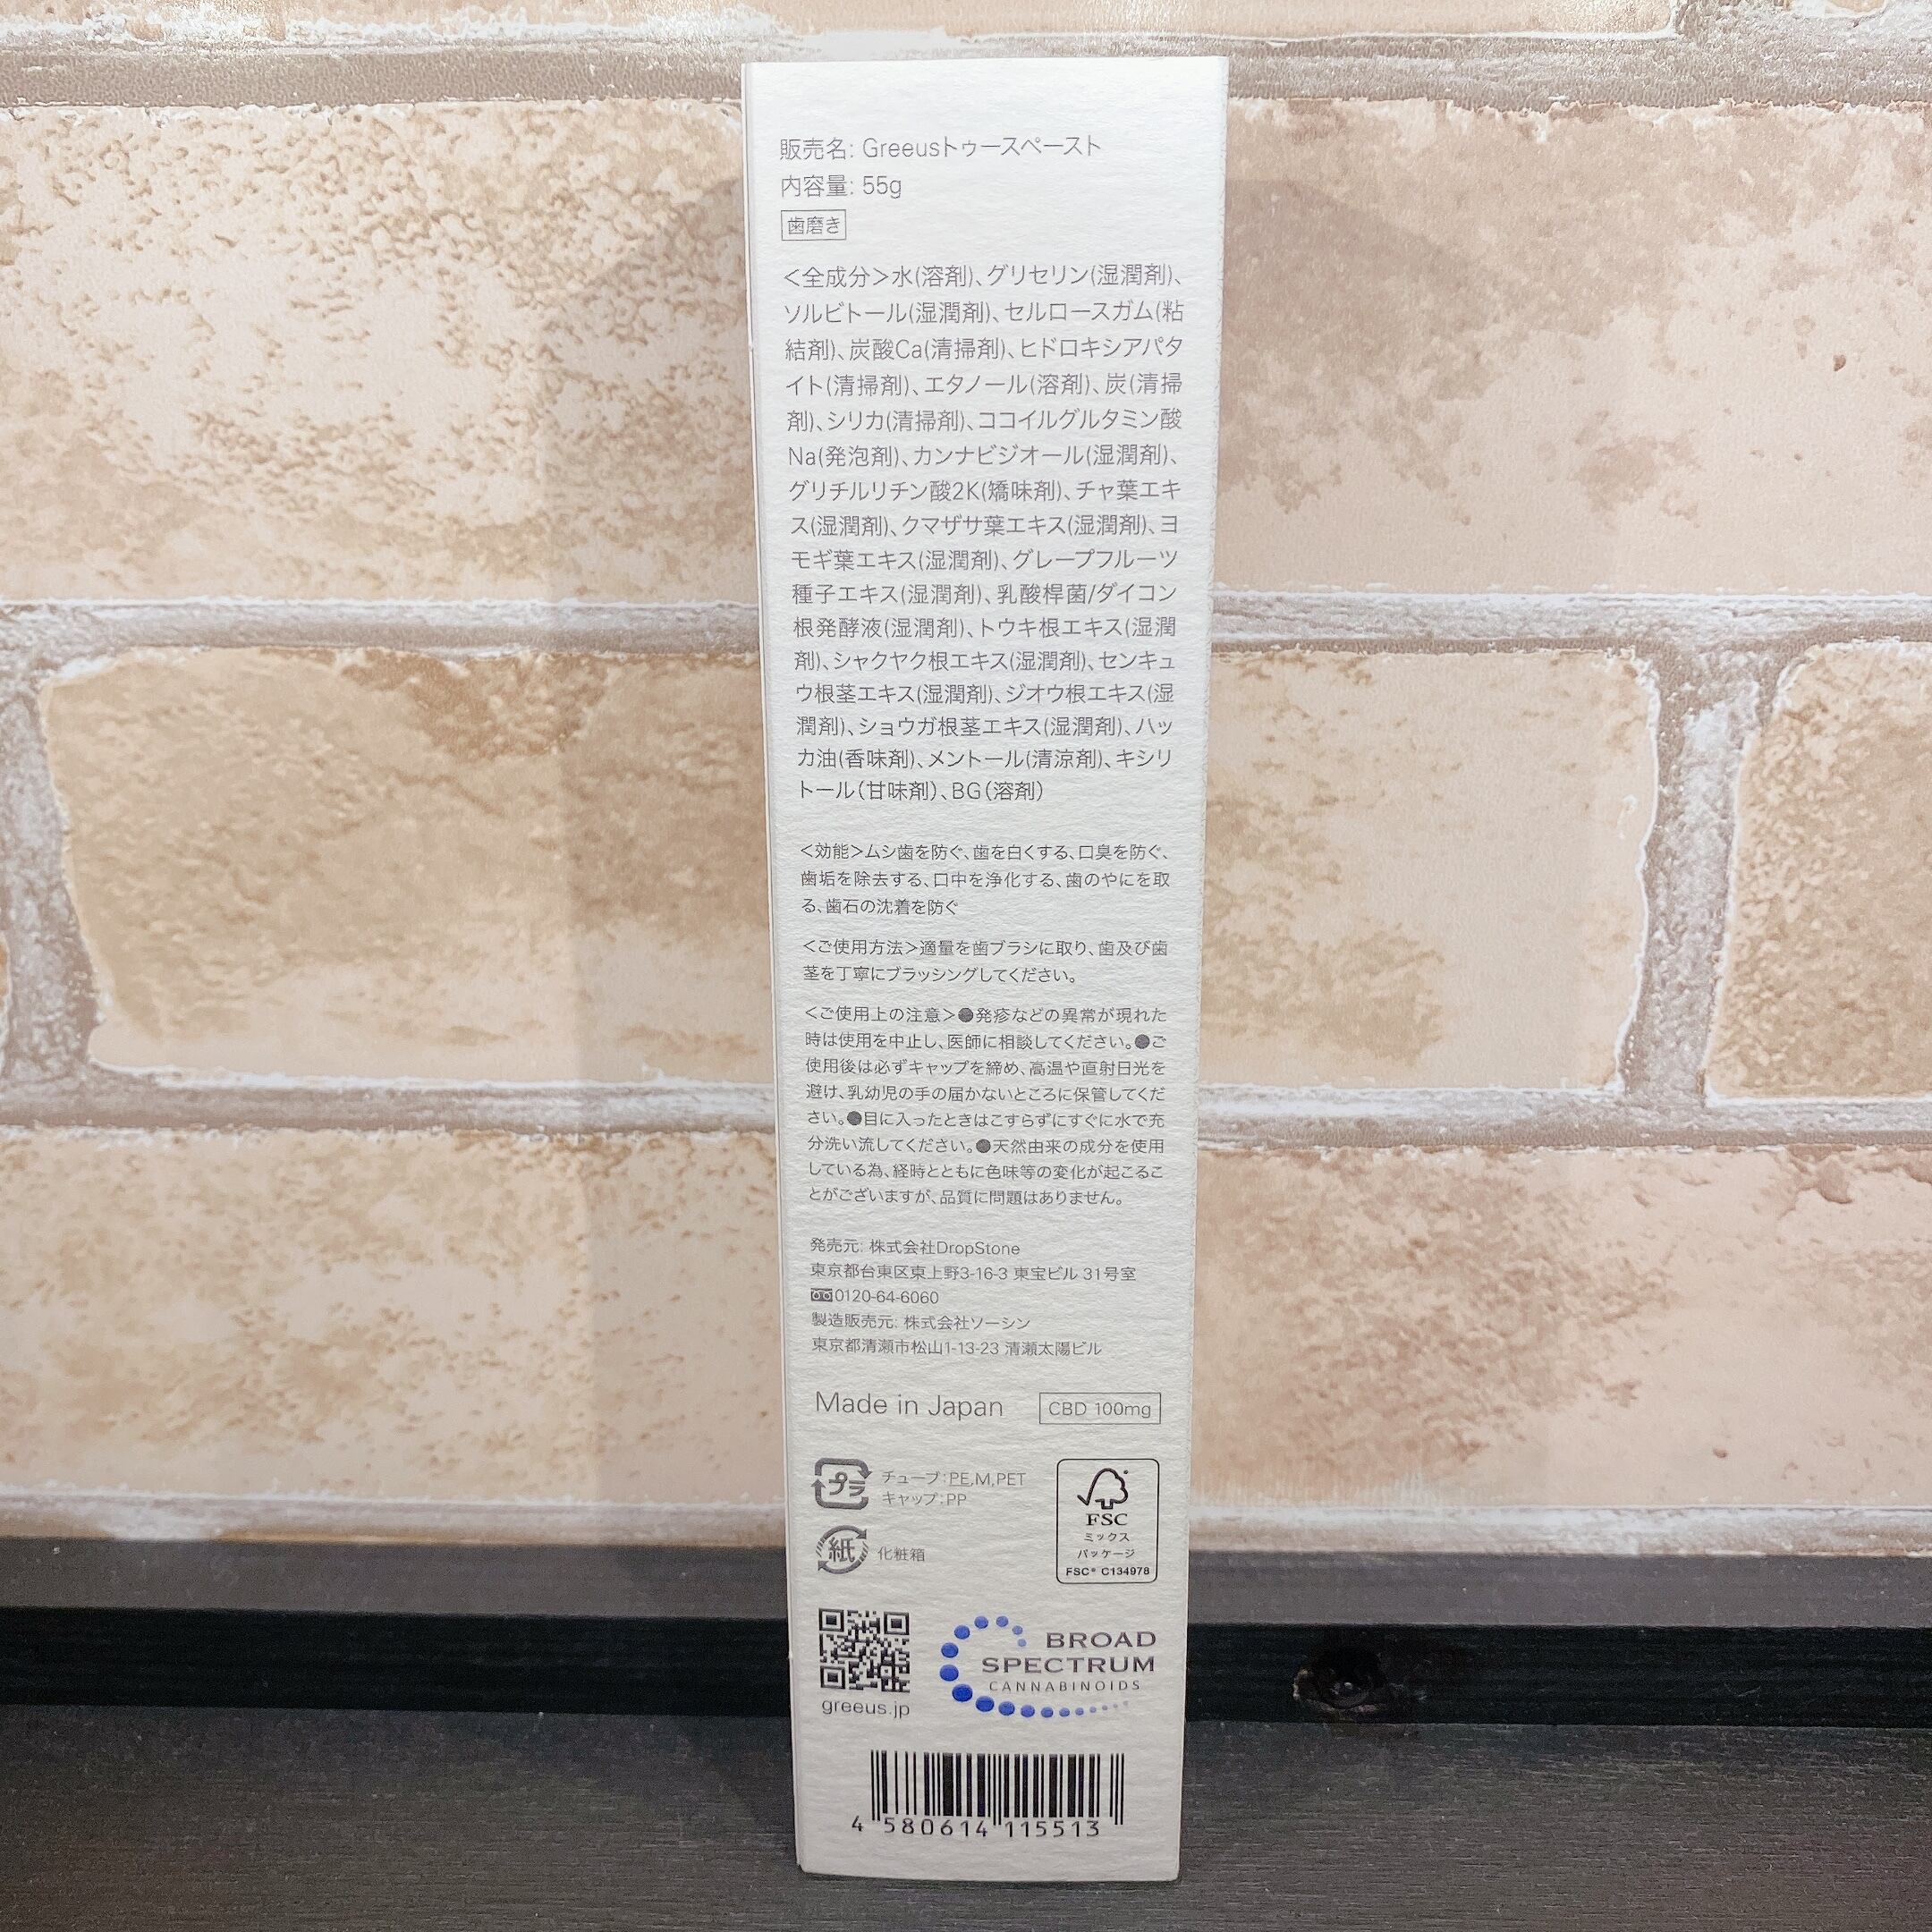 販売名: Greeusトゥースペースト
内容量: 55g
歯磨き
＜全成分＞水(溶剤)、グリセリン(湿潤剤)、
ソルビトール(湿潤剤)、セルロースガム(粘
結剤)、炭酸Ca(清掃剤)、ヒドロキシアパタ
イト(清掃剤)、エタノール(溶剤)、炭(清掃
剤)、シリカ(清掃剤)、ココイルグルタミン酸
Na(発泡剤)、カンナビジオール(湿潤剤)、
グリチルリチン酸2K(矯味剤)、チャ葉エキ
ス(湿潤剤)、クマザサ葉エキス(湿潤剤)、ヨ
モギ葉エキス(湿潤剤)、グレープフルーツ
種子エキス(湿潤剤)、乳酸桿菌/ダイコン
根発酵液(湿潤剤)、トウキ根エキス(湿潤
剤)、シャクヤク根エキス(湿潤剤)、センキュ
ウ根茎エキス(湿潤剤)、ジオウ根エキス(湿
潤剤)、ショウガ根茎エキス(湿潤剤)、ハッ
カ油(香味剤)、メントール(清涼剤)、キシリ
トール(甘味剤)、BG(溶剤)
＜効能＞ムシ歯を防ぐ、歯を白くする、口臭を防ぐ、
歯垢を除去する、口中を浄化する、歯のやにを取
る、歯石の沈着を防ぐ
＜ご使用方法＞適量を歯ブラシに取り、歯及び歯
茎を丁寧にブラッシングしてください。
＜ご使用上の注意＞●発疹などの異常が現れた
時は使用を中止し、医師に相談してください。●ご
使用後は必ずキャップを締め、高温や直射日光を
避け、乳幼児の手の届かないところに保管してくだ
さい。●目に入ったときはこすらずにすぐに水で充
分洗い流してください。●天然由来の成分を使用
している為、経時とともに色味等の変化が起こるこ
とがございますが、品質に問題はありません。
発売元: 株式会社DropStone
東京都台東区東上野3-16-3 東宝ビル 31号室
0120-64-6060
製造販売元: 株式会社ソーシン
東京都清瀬市松山1-13-23 清瀬太陽ビル
Made in Japan CBD 100mg
プラ チューブ:PE,M,PET
キャップ:PP
紙 化粧箱
FSC
ミックス
パッケージ
FSC® C134978
greeus.jp
BROAD
SPECTRUM
CANNABINOIDS
4 580614 115513